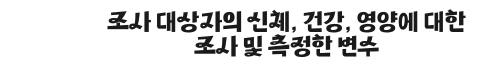 조사 대상자의 신체, 건강, 영양에 대한
조사 및 측정한 변수